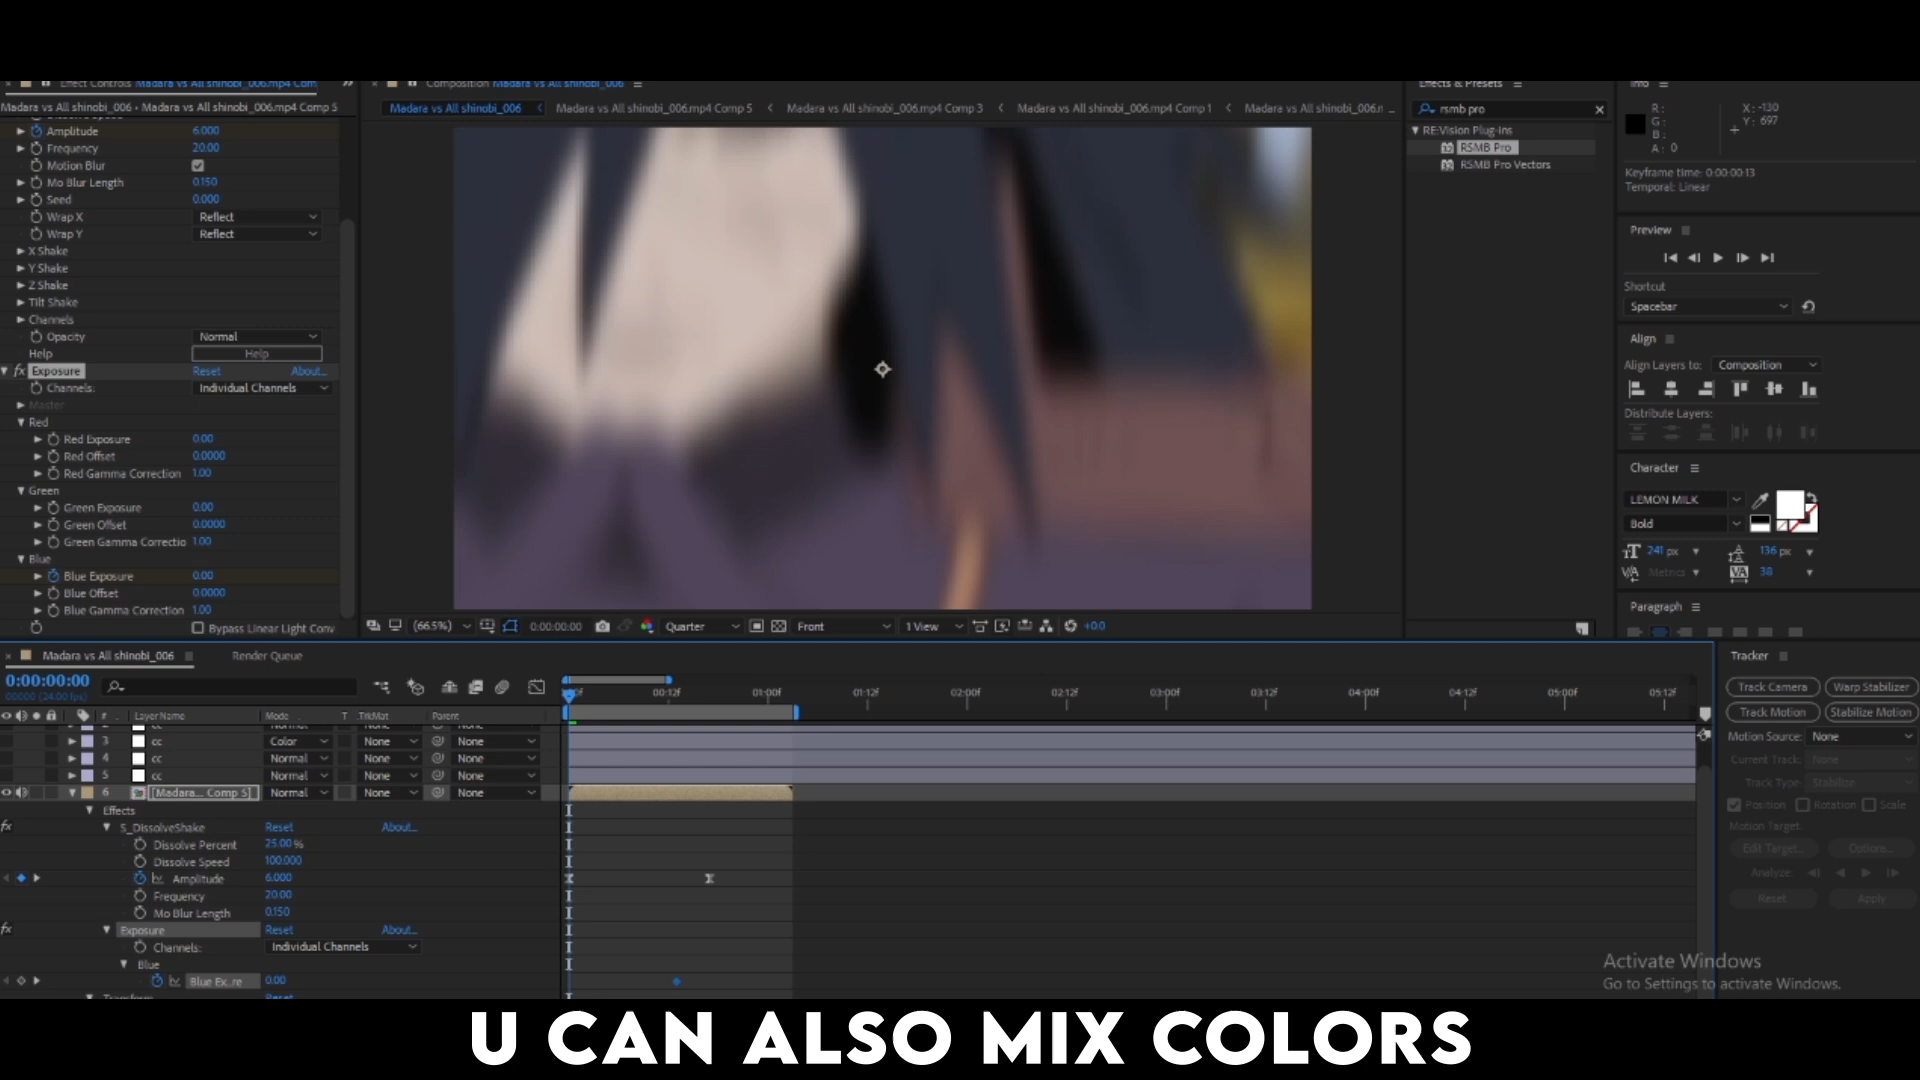 Effect Controls Madara vs All shinobi_006.mp4 Com
Madara vs All shinobi_006 • Madara vs All shinobi_006.mp4 Comp 5
Amplitude 6.000
Frequency 20.00
Motion Blur
Mo Blur Length 0.150
Seed 0.000
Wrap X Reflect
Wrap Y Reflect
X Shake
Y Shake
Z Shake
Tilt Shake
Channels
Opacity Normal
Help Help
fx Exposure Reset About...
Channels: Individual Channels
Master
Red
Red Exposure 0.00
Red Offset 0.0000
Red Gamma Correction 1.00
Green
Green Exposure 0.00
Green Offset 0.0000
Green Gamma Correctio 1.00
Blue
Blue Exposure 0.00
Blue Offset 0.0000
Blue Gamma Correction 1.00
Bypass Linear Light Conv
Composition Madara vs All shinobi_006
Madara vs All shinobi_006 Madara vs All shinobi_006.mp4 Comp 5 Madara vs All shinobi_006.mp4 Comp 3 Madara vs All shinobi_006.mp4 Comp 1 Madara vs All shinobi_006.n ...
(66.5%) 0:00:00:00 Quarter Front 1 View +0.0
Effects & Presets
rsmb pro
RE:Vision Plug-ins
RSMB Pro
RSMB Pro Vectors
Info
R: X: -130
G: Y: 697
B:
A: 0
Keyframe time: 0:00:00:13
Temporal: Linear
Preview
Shortcut
Spacebar
Align
Align Layers to: Composition
Distribute Layers:
Character
LEMON MILK
Bold
241 px 136 px
Metrics 38
Paragraph
Madara vs All shinobi_006 Render Queue
0:00:00:00
00000 (24.00 fps)
00:12f 01:00f 01:12f 02:00f 02:12f 03:00f 03:12f 04:00f 04:12f 05:00f 05:12f
# Layer Name Mode T .TrkMat Parent
3 cc Color None None
4 cc Normal None None
5 cc Normal None None
6 [Madara... Comp 5] Normal None None
Effects
fx S_DissolveShake Reset About...
Dissolve Percent 25.00 %
Dissolve Speed 100.000
Amplitude 6.000
Frequency 20.00
Mo Blur Length 0.150
fx Exposure Reset About...
Channels: Individual Channels
Blue
Blue Ex...re 0.00
Transform Reset
Tracker
Track Camera Warp Stabilizer
Track Motion Stabilize Motion
Motion Source: None
Current Track: None
Track Type: Stabilize
Position Rotation Scale
Motion Target:
Edit Target... Options...
Analyze
Reset Apply
Activate Windows
Go to Settings to activate Windows.
U CAN ALSO MIX COLORS